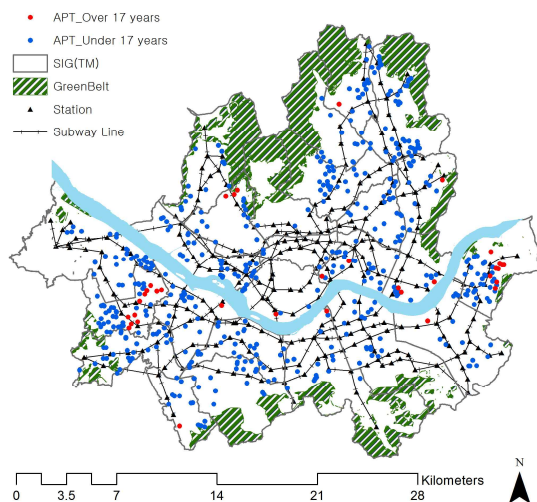 APT_Over 17 years
APT_Under 17 years
SIG(TM)
GreenBelt
Station
Subway Line
N
Kilometers
0 3.5 7 14 21 28